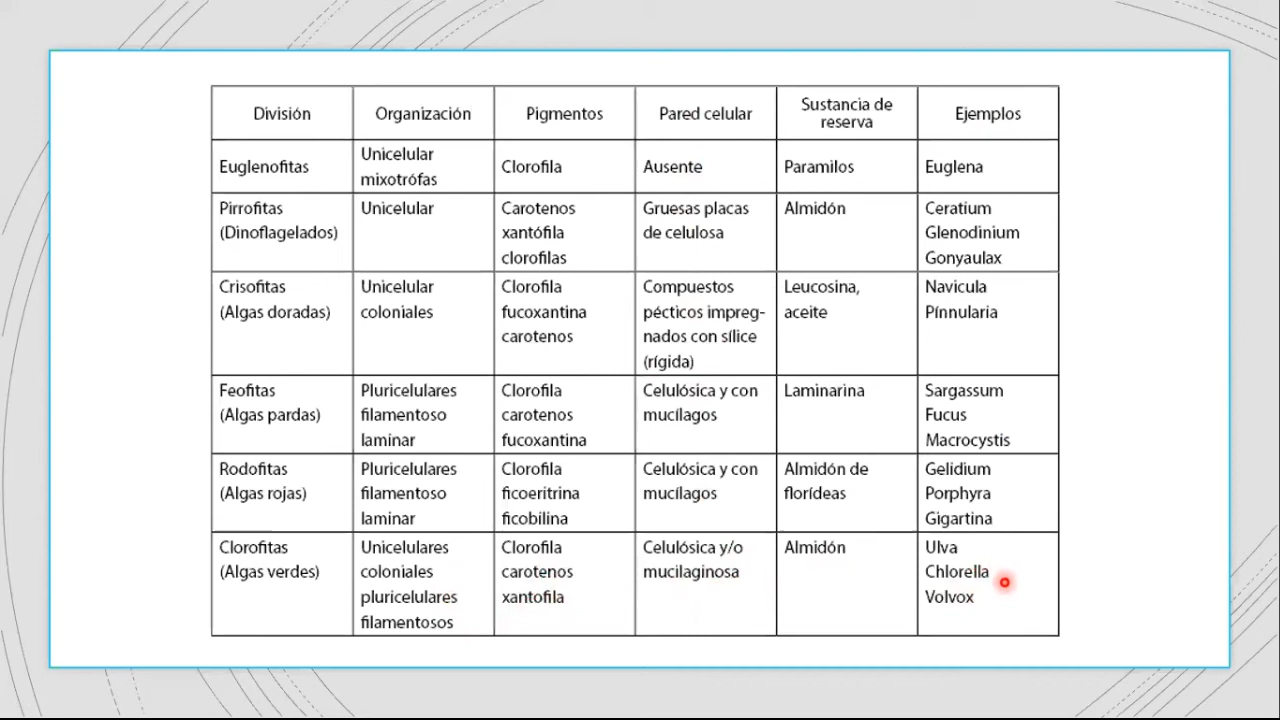 División
Organización
Pigmentos
Pared celular
Sustancia de
reserva
Ejemplos
Euglenofitas
Unicelular
mixotrófas
Clorofila
Ausente
Paramilos
Euglena
Pirrofitas
(Dinoflagelados)
Unicelular
Carotenos
xantófila
clorofilas
Gruesas placas
de celulosa
Almidón
Ceratium
Glenodinium
Gonyaulax
Crisofitas
(Algas doradas)
Unicelular
coloniales
Clorofila
fucoxantina
carotenos
Compuestos
pécticos impreg-
nados con sílice
(rígida)
Leucosina,
aceite
Navicula
Pínnularia
Feofitas
(Algas pardas)
Pluricelulares
filamentoso
laminar
Clorofila
carotenos
fucoxantina
Celulósica y con
mucílagos
Laminarina
Sargassum
Fucus
Macrocystis
Rodofitas
(Algas rojas)
Pluricelulares
filamentoso
laminar
Clorofila
ficoeritrina
ficobilina
Celulósica y con
mucílagos
Almidón de
florídeas
Gelidium
Porphyra
Gigartina
Clorofitas
(Algas verdes)
Unicelulares
coloniales
pluricelulares
filamentosos
Clorofila
carotenos
xantofila
Celulósica y/o
mucilaginosa
Almidón
Ulva
Chlorella
Volvox